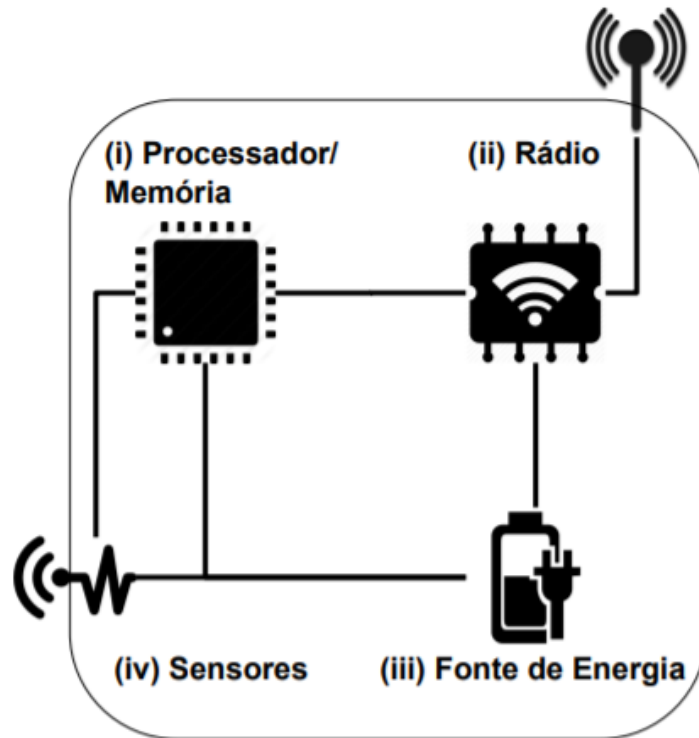 (i) Processador/
Memória
(ii) Rádio
(iv) Sensores
(iii) Fonte de Energia